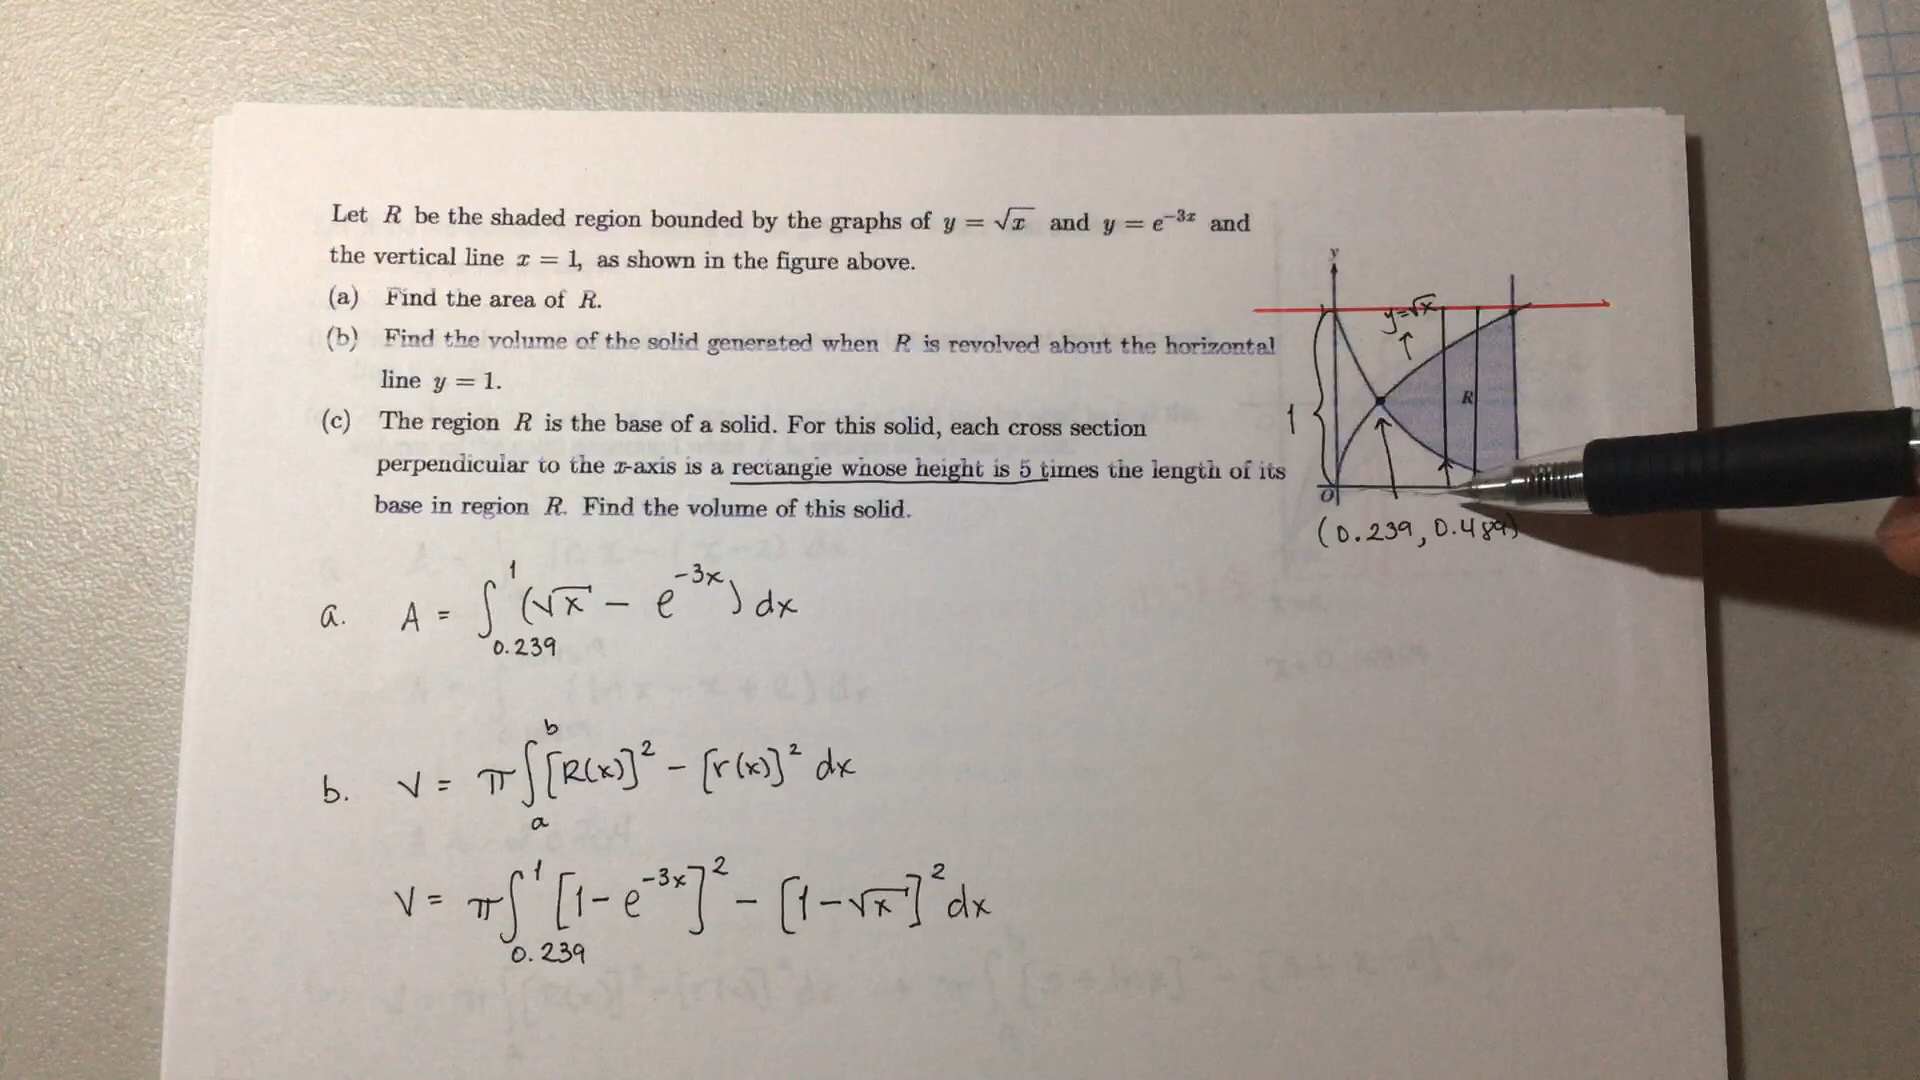 Let R be the shaded region bounded by the graphs of y = √x and y = e^{-3x} and
the vertical line x = 1, as shown in the figure above.
(a) Find the area of R.
(b) Find the volume of the solid generated when R is revolved about the horizontal
line y = 1.
(c) The region R is the base of a solid. For this solid, each cross section
perpendicular to the x-axis is a rectangle whose height is 5 times the length of its
base in region R. Find the volume of this solid.
y
y=√x
R
1
O
(0.239, 0.489)
a. A = ∫_{0.239}^{1} (√x - e^{-3x}) dx
b. V = π∫_{a}^{b} [R(x)]² - [r(x)]² dx
V = π∫_{0.239}^{1} [1-e^{-3x}]² - [1-√x]² dx